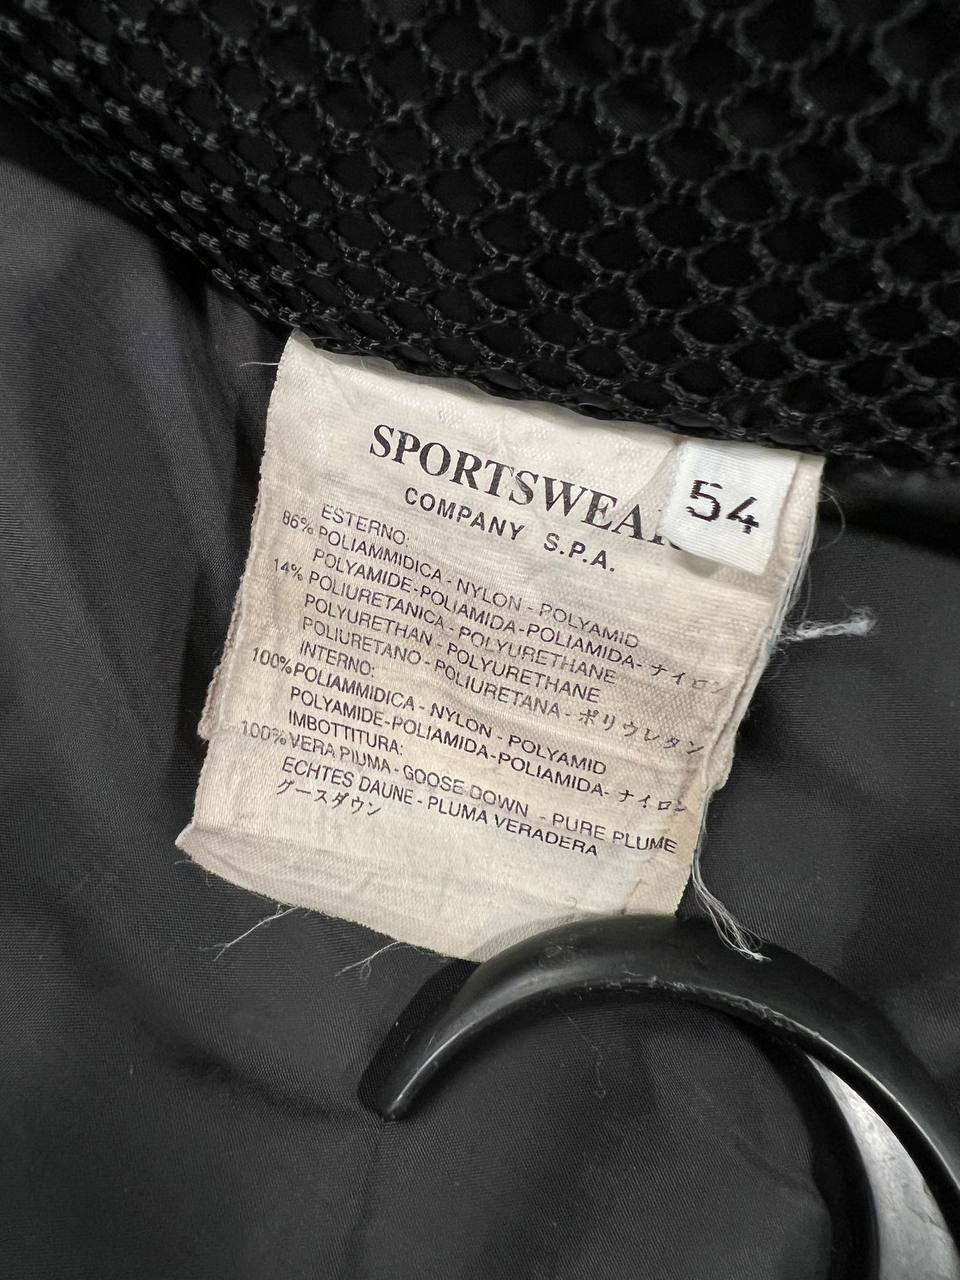 SPORTSWEAR
54
COMPANY S.P.A.
ESTERNO:
86% POLIAMMIDICA - NYLON - POLYAMID
POLYAMIDE-POLIAMIDA-POLIAMIDA- ナイロン
14% POLIURETANICA - POLYURETHANE
POLYURETHAN - POLYURETHANE
POLIURETANO - POLIURETANA - ポリウレタン
INTERNO:
100%POLIAMMIDICA - NYLON - POLYAMID
POLYAMIDE-POLIAMIDA-POLIAMIDA- ナイロン
IMBOTTITURA:
100%VERA PIUMA - GOOSE DOWN - PURE PLUME
ECHTES DAUNE - PLUMA VERADERA
グースダウン